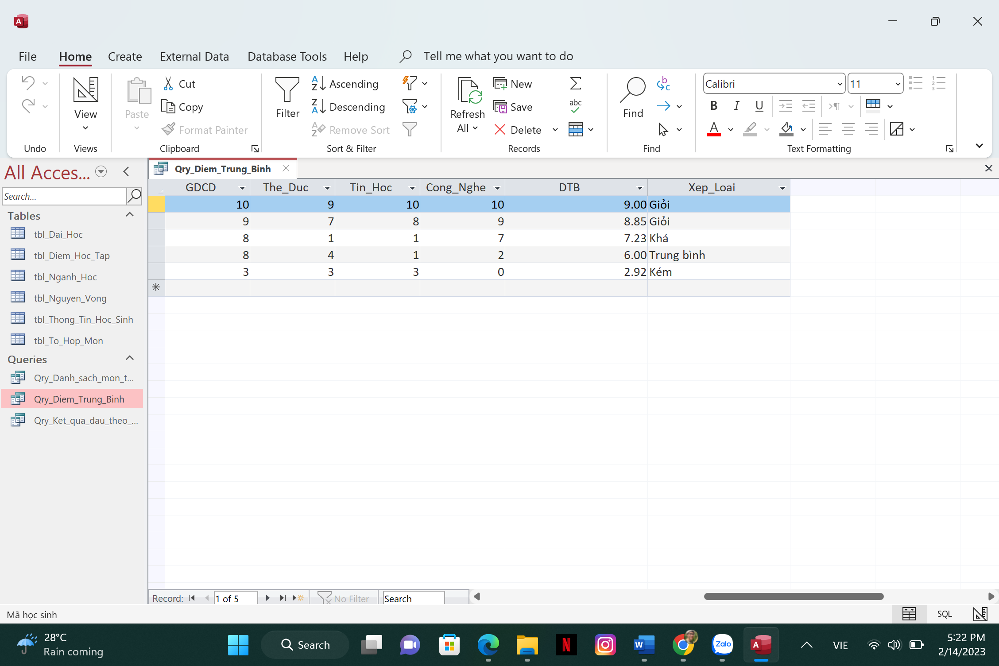 A
File Home Create External Data Database Tools Help Tell me what you want to do
Undo
View
Views
Paste
Cut
Copy
Format Painter
Clipboard
Filter
Ascending
Descending
Remove Sort
Sort & Filter
Refresh
All
New
Save
Delete
abc
Records
Find
Find
Calibri 11
B I U
A
Text Formatting
All Acces...
Search...
Tables
tbl_Dai_Hoc
tbl_Diem_Hoc_Tap
tbl_Nganh_Hoc
tbl_Nguyen_Vong
tbl_Thong_Tin_Hoc_Sinh
tbl_To_Hop_Mon
Queries
Qry_Danh_sach_mon_t...
Qry_Diem_Trung_Binh
Qry_Ket_qua_dau_theo_...
Qry_Diem_Trung_Binh
GDCD The_Duc Tin_Hoc Cong_Nghe DTB Xep_Loai
10 9 10 10 9.00 Giỏi
9 7 8 9 8.85 Giỏi
8 1 1 7 7.23 Khá
8 4 1 2 6.00 Trung bình
3 3 3 0 2.92 Kém
Record: 1 of 5 No Filter Search
Mã học sinh SQL
28°C
Rain coming
Search
N
W
Zalo
A
VIE
5:22 PM
2/14/2023